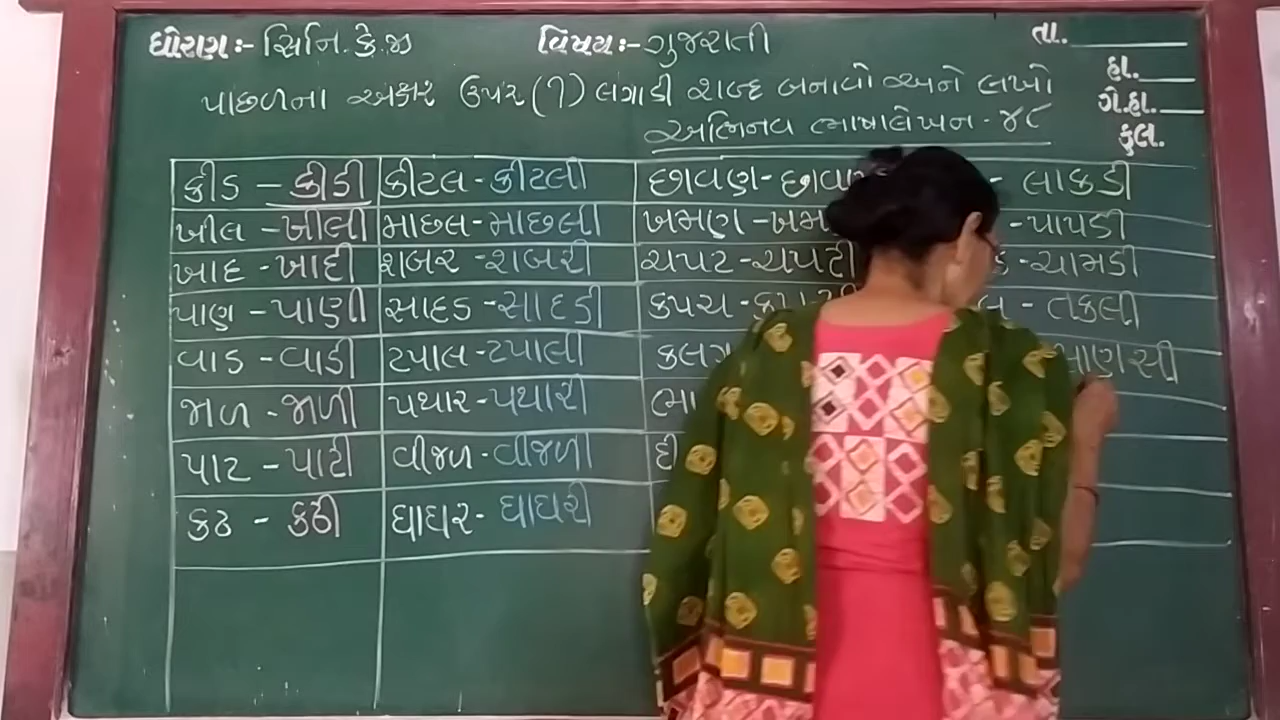 ધોરણ:- સિનિ. કે.જી વિષય:- ગુજરાતી તા.
હા.
પાછળના અક્ષર ઉપર (ી) લગાડી શબ્દ બનાવો અને લખો
ગે.હા.
અભિનવ ભાષાલેખન - ૪૮
કુલ.
કીડ - કીડી કીટલ - કીટલી છાવણ - - લાકડી
ખીલ - ખીલી માછલ - માછલી ખમણ - - પાપડી
ખાદ - ખાદી શબર - શબરી ચપટ - ચપટી - ચામડી
પાણ - પાણી સાદડ - સાદડી કપચ - - તકલી
વાડ - વાડી ટપાલ - ટપાલી
જાળ - જાળી પથાર - પથારી
પાટ - પાટી વીજળ - વીજળી
કઠ - કઠી ઘાઘર - ઘાઘરી